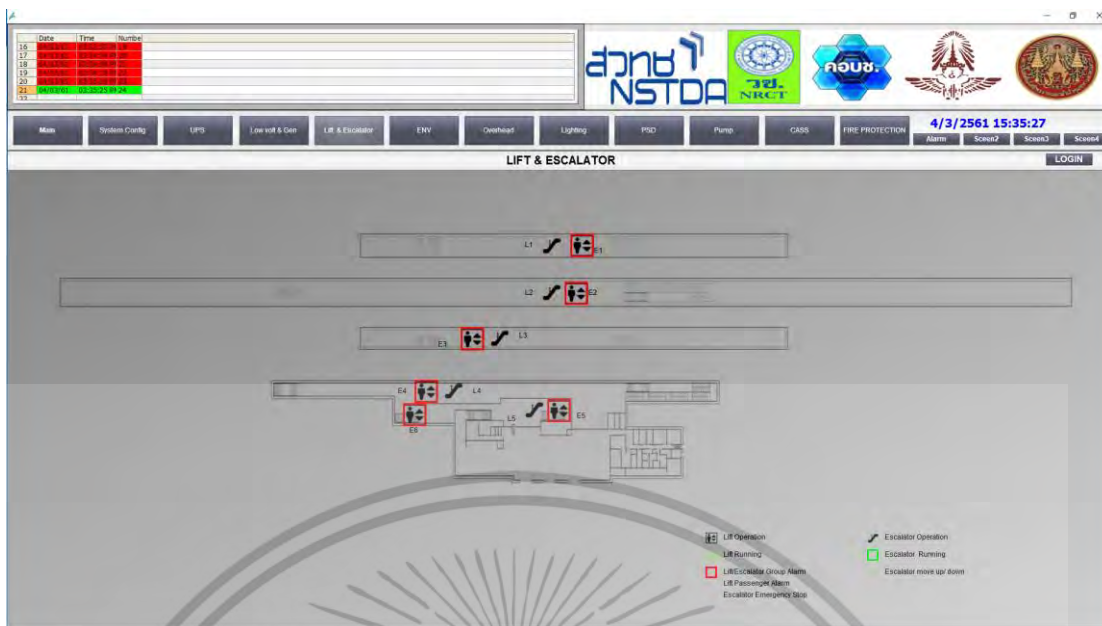 Date Time Numbe
16
17
18
19
20
21 04/03/61 24
สวทช
NSTDA
วช.
NRCT
คอบช.
Main System Config UPS Low volt & Gen Lift & Escalator ENV Overhead Lighting PSD Pump CASS FIRE PROTECTION
4/3/2561 15:35:27
Alarm Sceen2 Sceen3 Sceen4
LIFT & ESCALATOR
LOGIN
L1 E1
L2 E2
E3 L3
E4 L4
L5 E5
E6
Lift Operation
Lift Running
Lift/Escalator Group Alarm
Lift Passenger Alarm
Escalator Emergency Stop
Escalator Operation
Escalator Running
Escalator move up/ down